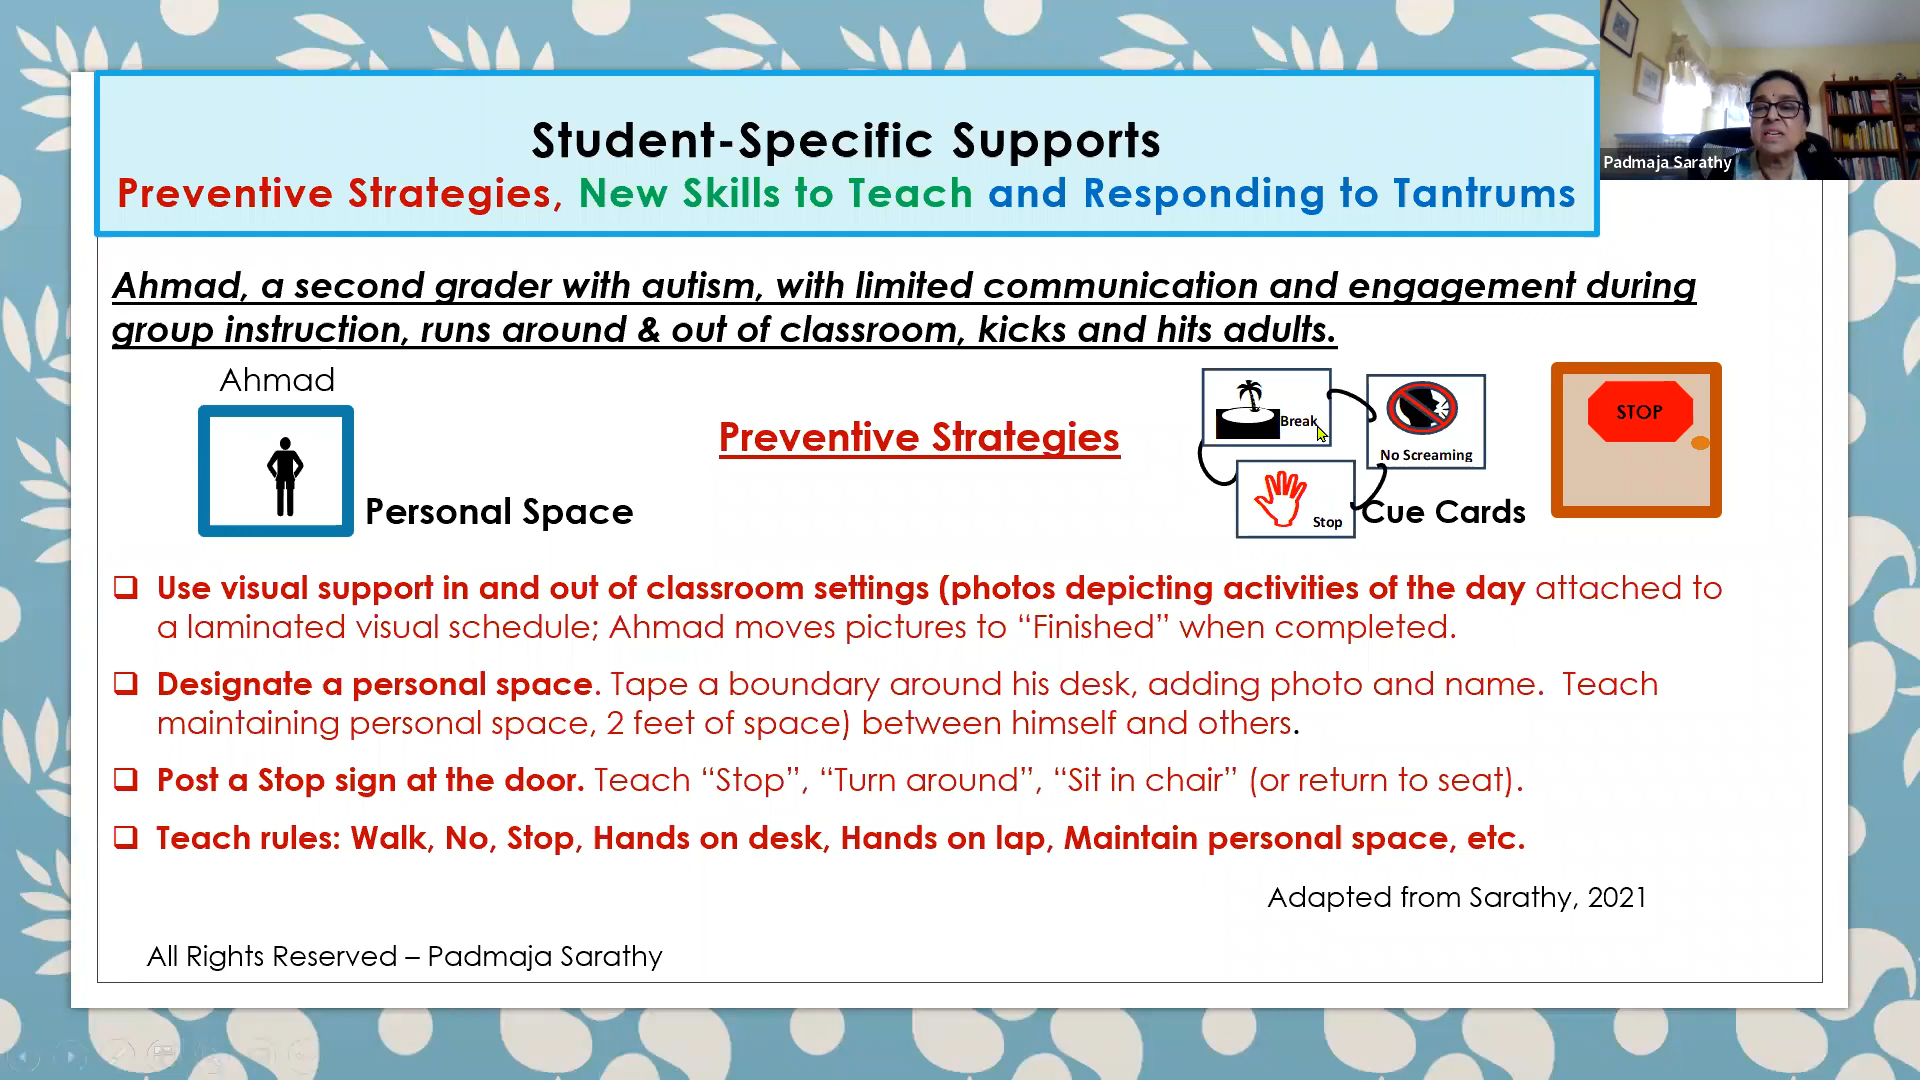 Student-Specific Supports
Preventive Strategies, New Skills to Teach and Responding to Tantrums
Padmaja Sarathy
Ahmad, a second grader with autism, with limited communication and engagement during
group instruction, runs around & out of classroom, kicks and hits adults.
Ahmad
Personal Space
Preventive Strategies
Break
No Screaming
Stop
Cue Cards
STOP
❑ Use visual support in and out of classroom settings (photos depicting activities of the day attached to
a laminated visual schedule; Ahmad moves pictures to “Finished” when completed.
❑ Designate a personal space. Tape a boundary around his desk, adding photo and name. Teach
maintaining personal space, 2 feet of space) between himself and others.
❑ Post a Stop sign at the door. Teach “Stop”, “Turn around”, “Sit in chair” (or return to seat).
❑ Teach rules: Walk, No, Stop, Hands on desk, Hands on lap, Maintain personal space, etc.
Adapted from Sarathy, 2021
All Rights Reserved – Padmaja Sarathy